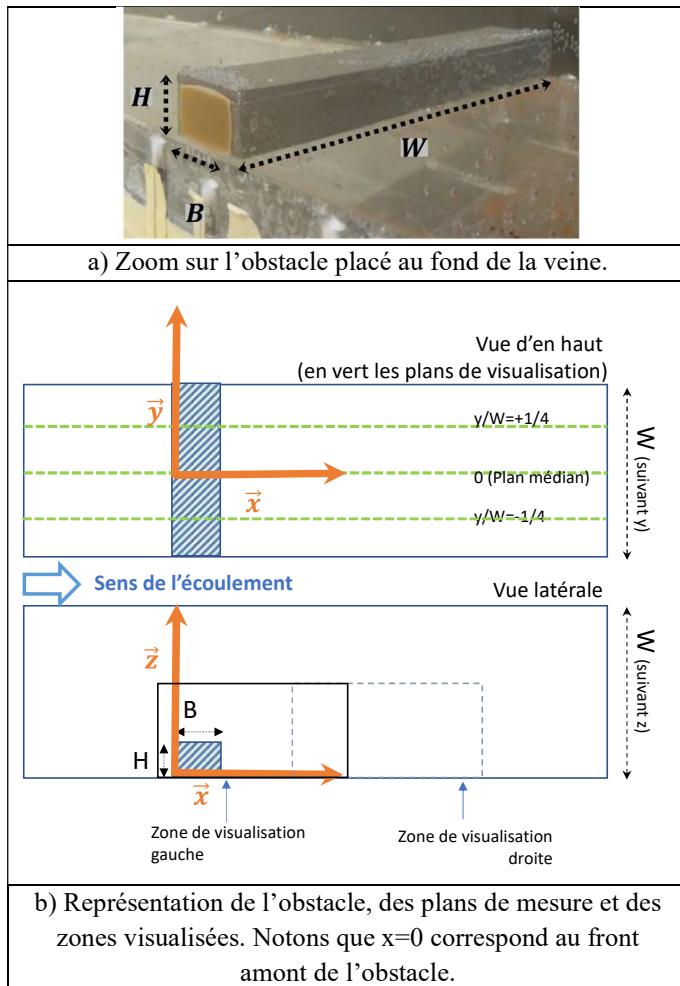 H
W
B
a) Zoom sur l'obstacle placé au fond de la veine.
Vue d'en haut
(en vert les plans de visualisation)
y
y/W=+1/4
0 (Plan médian)
x
y/W=-1/4
W (suivant y)
Sens de l'écoulement
Vue latérale
z
B
H
x
W (suivant z)
Zone de visualisation
gauche
Zone de visualisation
droite
b) Représentation de l'obstacle, des plans de mesure et des
zones visualisées. Notons que x=0 correspond au front
amont de l'obstacle.